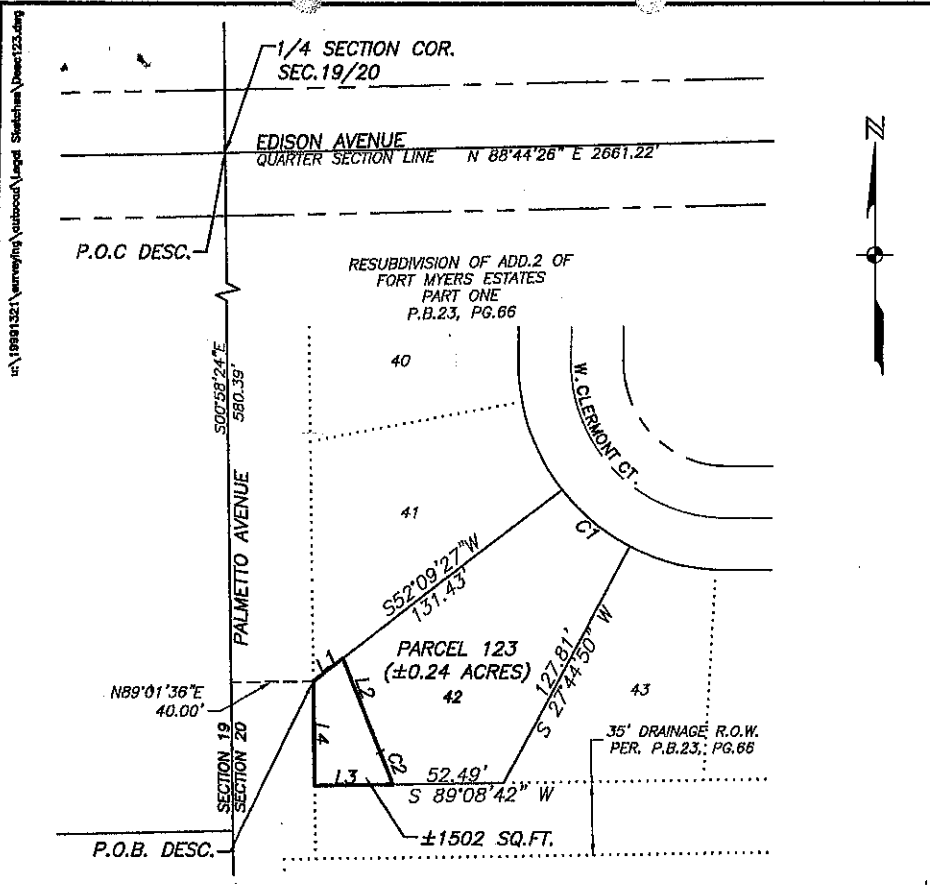 u:\19991321\surveying\autocad\Legal Sketches\Desc123.dwg
1/4 SECTION COR.
SEC.19/20
EDISON AVENUE
QUARTER SECTION LINE N 88°44'26" E 2661.22'
N
P.O.C DESC.
RESUBDIVISION OF ADD.2 OF
FORT MYERS ESTATES
PART ONE
P.B.23, PG.66
40
S00°58'24"E
580.39'
W. CLERMONT CT.
PALMETTO AVENUE
41
C1
S52°09'27"W
131.43'
L1
PARCEL 123
(±0.24 ACRES)
42
L2
127.81'
S 27°44'50" W
43
N89°01'36"E
40.00'
35' DRAINAGE R.O.W.
PER. P.B.23, PG.66
L4
C2
SECTION 19
SECTION 20
L3
52.49'
S 89°08'42" W
±1502 SQ.FT.
P.O.B. DESC.